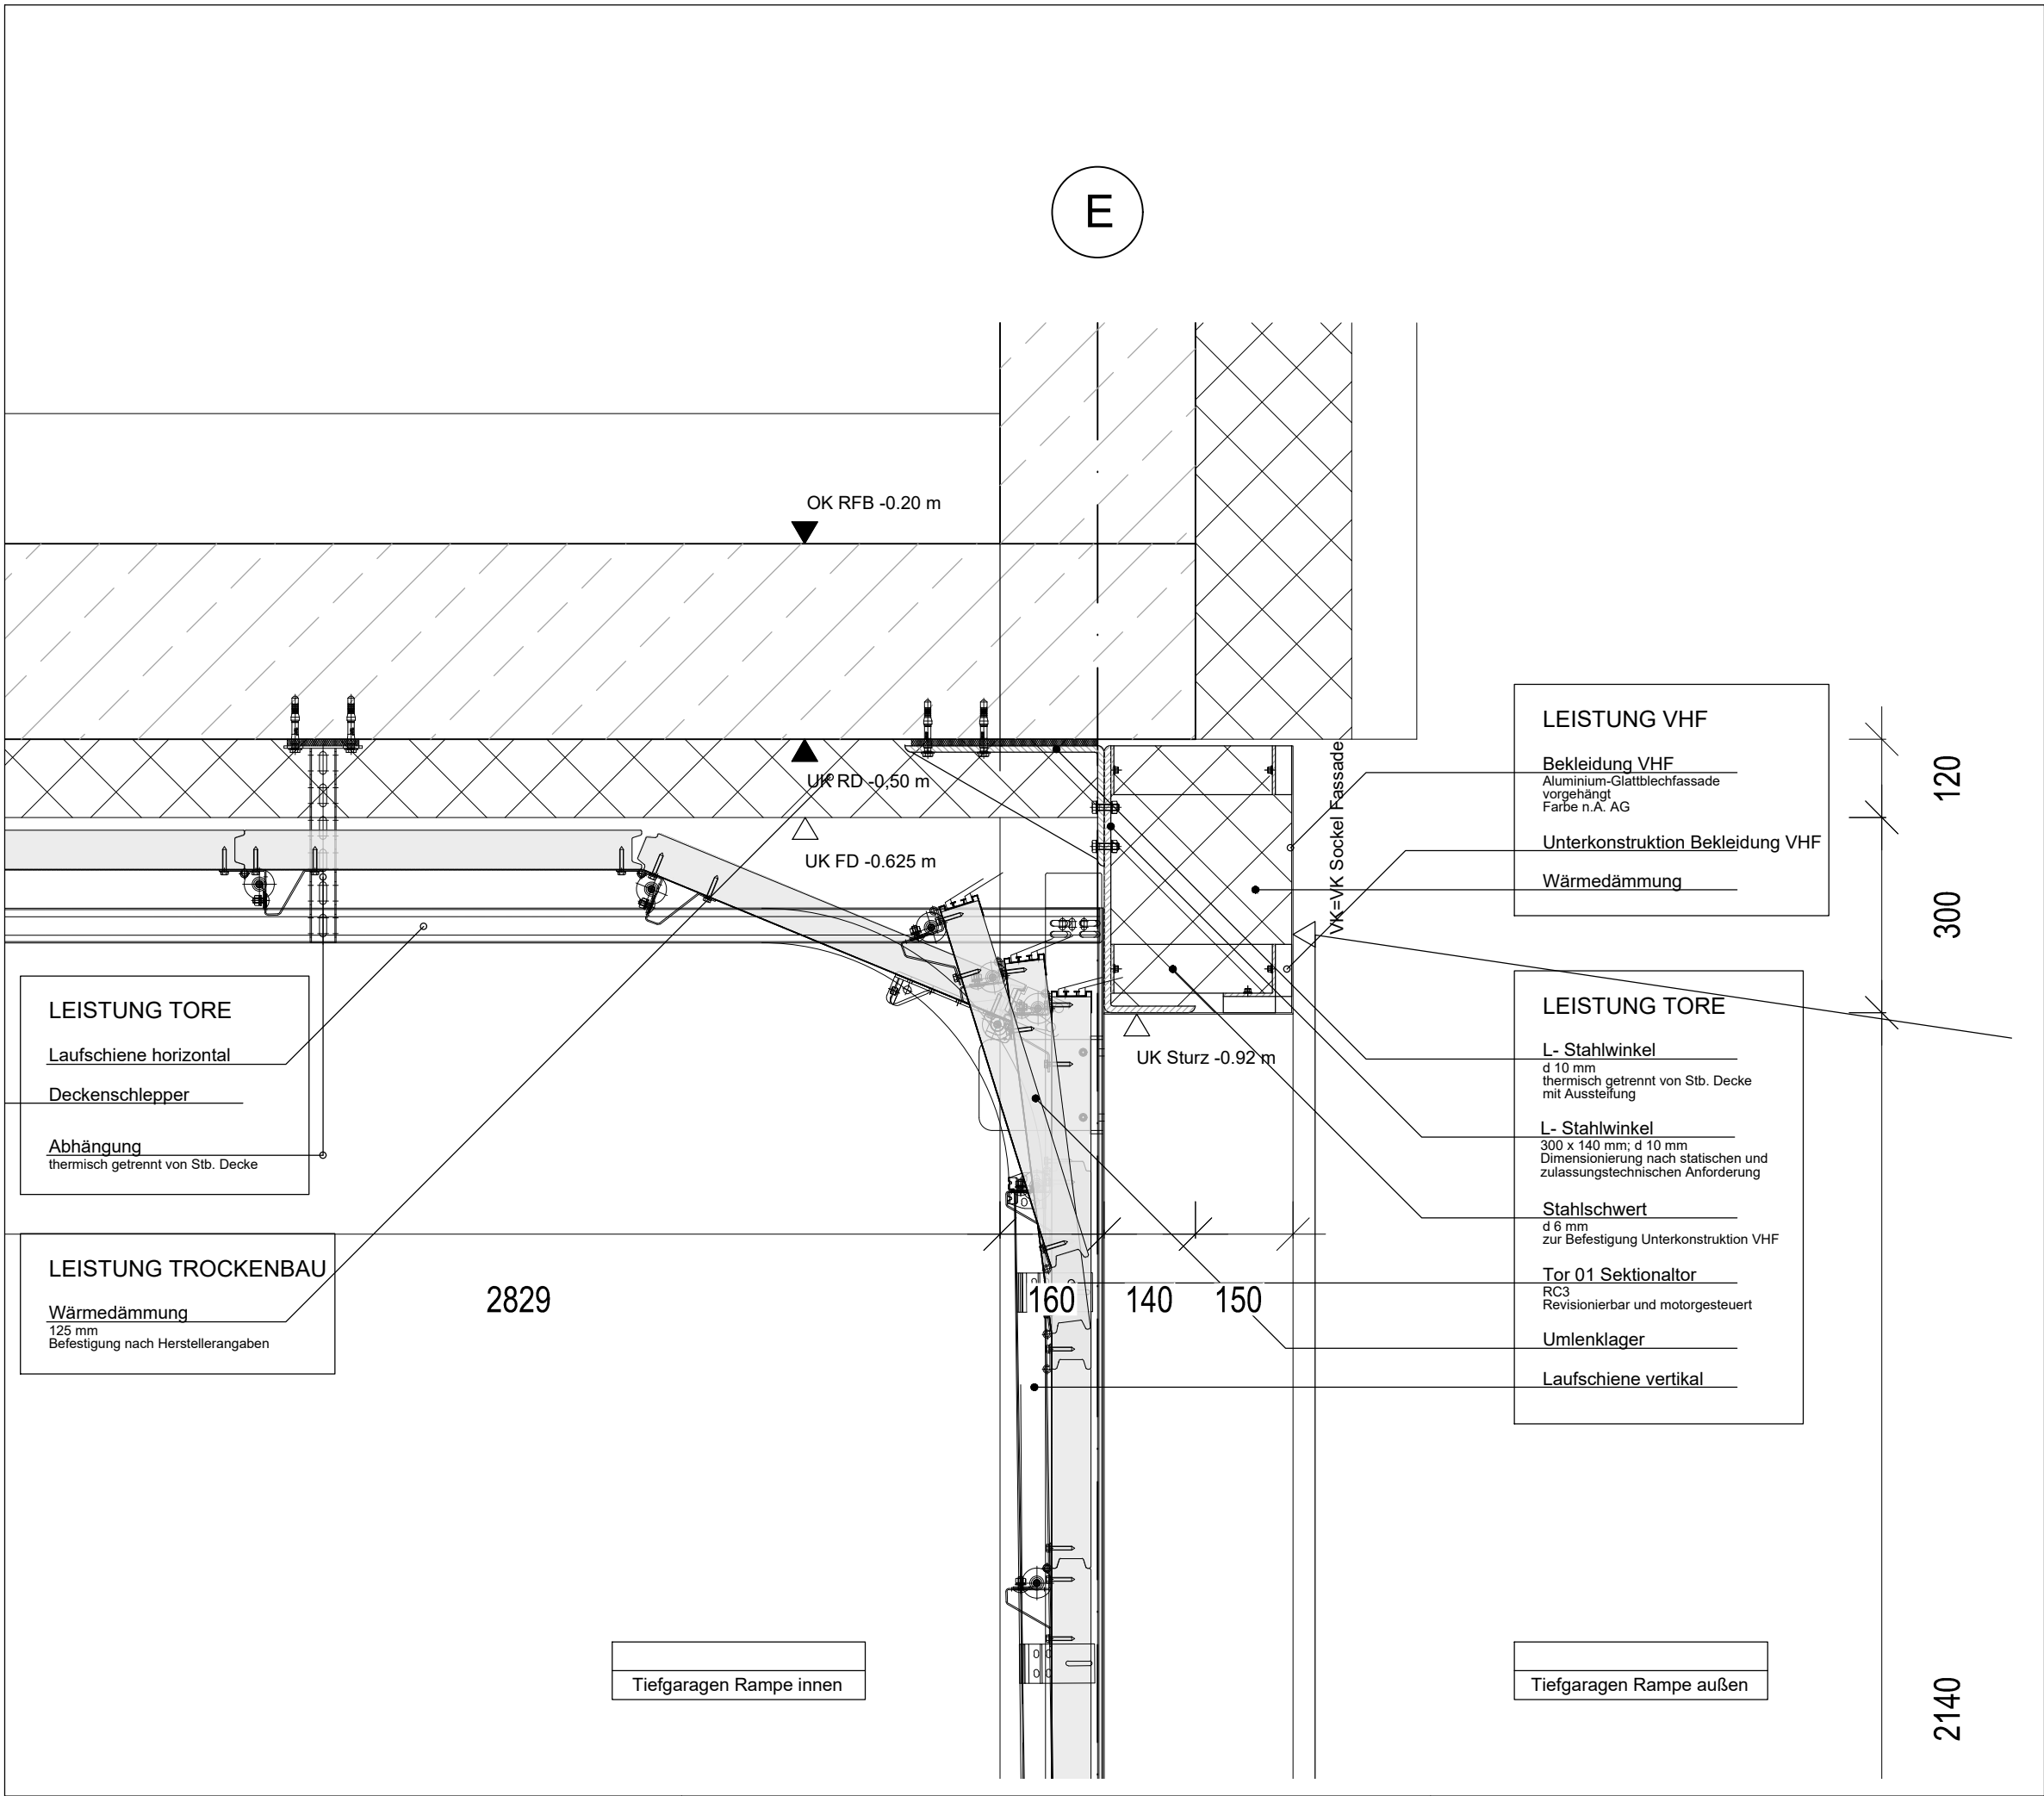 E
OK RFB -0.20 m
UK RD -0,50 m
UK FD -0.625 m
VK=VK Sockel Fassade
UK Sturz -0.92 m
LEISTUNG VHF
Bekleidung VHF
Aluminium-Glattblechfassade
vorgehängt
Farbe n.A. AG
Unterkonstruktion Bekleidung VHF
Wärmedämmung
120
300
2140
LEISTUNG TORE
Laufschiene horizontal
Deckenschlepper
Abhängung
thermisch getrennt von Stb. Decke
LEISTUNG TORE
L- Stahlwinkel
d 10 mm
thermisch getrennt von Stb. Decke
mit Aussteifung
L- Stahlwinkel
300 x 140 mm; d 10 mm
Dimensionierung nach statischen und
zulassungstechnischen Anforderung
Stahlschwert
d 6 mm
zur Befestigung Unterkonstruktion VHF
Tor 01 Sektionaltor
RC3
Revisionierbar und motorgesteuert
Umlenklager
Laufschiene vertikal
LEISTUNG TROCKENBAU
Wärmedämmung
125 mm
Befestigung nach Herstellerangaben
2829 160 140 150
Tiefgaragen Rampe innen
Tiefgaragen Rampe außen